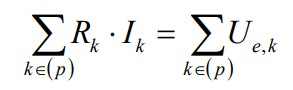 ∑ R_k · I_k = ∑ U_{e,k}
k∈(p) k∈(p)